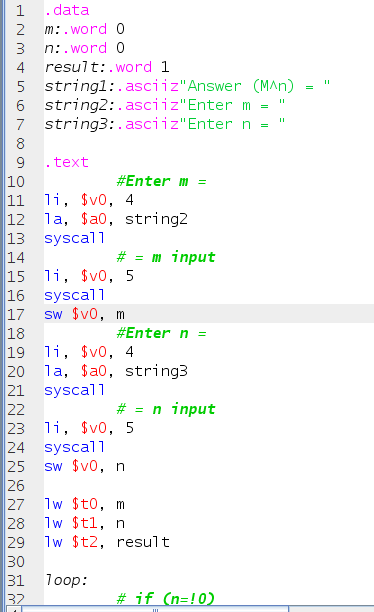 1 .data
2 m:.word 0
3 n:.word 0
4 result:.word 1
5 string1:.asciiz"Answer (M^n) = "
6 string2:.asciiz"Enter m = "
7 string3:.asciiz"Enter n = "
8
9 .text
10 #Enter m =
11 li, $v0, 4
12 la, $a0, string2
13 syscall
14 # = m input
15 li, $v0, 5
16 syscall
17 sw $v0, m
18 #Enter n =
19 li, $v0, 4
20 la, $a0, string3
21 syscall
22 # = n input
23 li, $v0, 5
24 syscall
25 sw $v0, n
26
27 lw $t0, m
28 lw $t1, n
29 lw $t2, result
30
31 loop:
32 # if (n=!0)